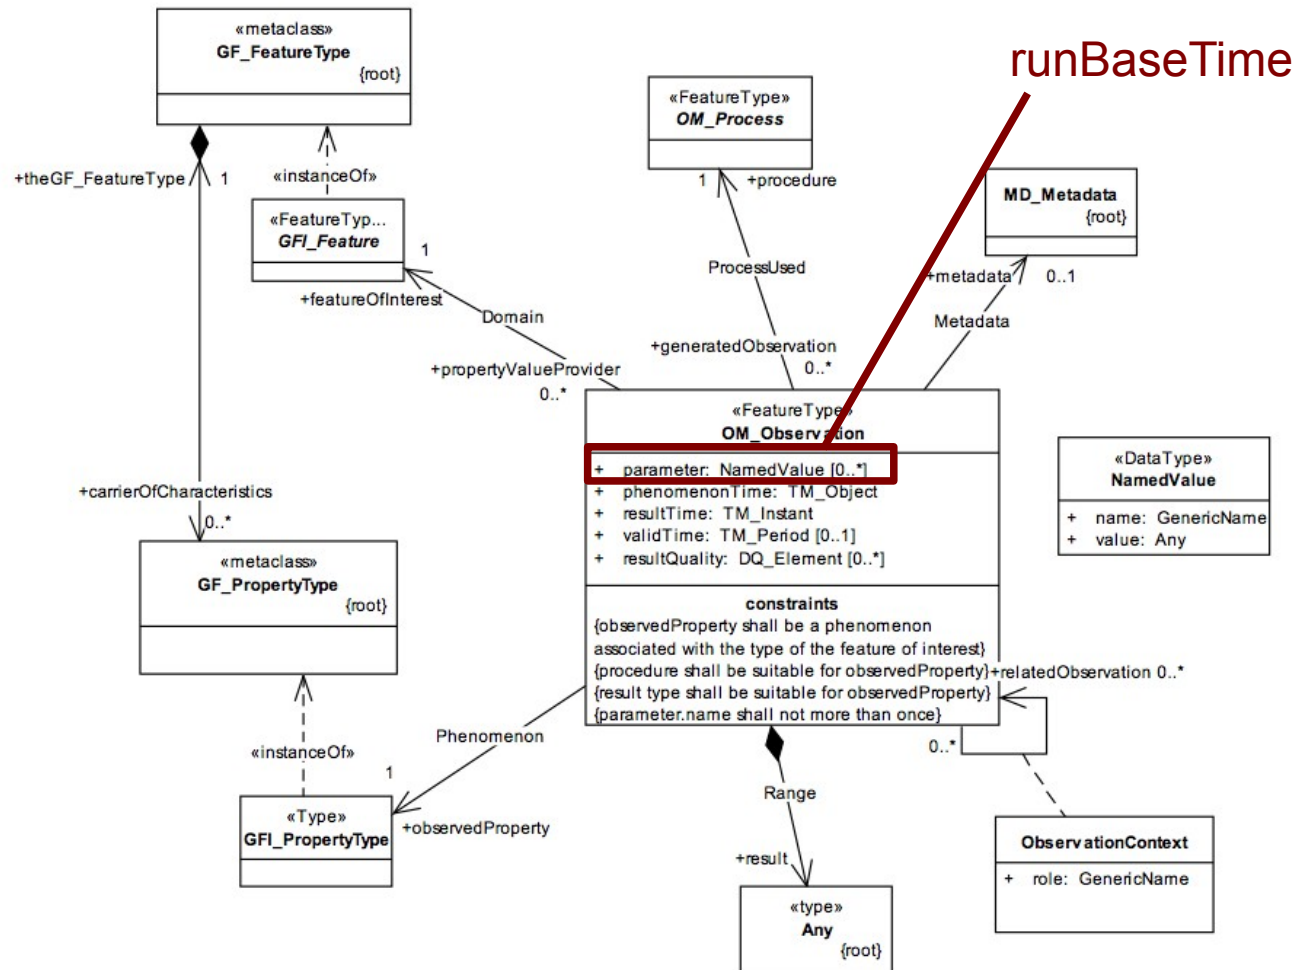 «metaclass»
GF_FeatureType
{root}
runBaseTime
«FeatureType»
OM_Process
+theGF_FeatureType
1
«instanceOf»
1
+procedure
MD_Metadata
{root}
«FeatureTyp...
GFI_Feature
1
ProcessUsed
+metadata
0..1
+featureOfInterest
Domain
Metadata
+generatedObservation
0..*
+propertyValueProvider
0..*
«FeatureType»
OM_Observation
+ parameter: NamedValue [0..*]
+ phenomenonTime: TM_Object
+ resultTime: TM_Instant
+ validTime: TM_Period [0..1]
+ resultQuality: DQ_Element [0..*]
«DataType»
NamedValue
+ name: GenericName
+ value: Any
+carrierOfCharacteristics
0..*
«metaclass»
GF_PropertyType
{root}
constraints
{observedProperty shall be a phenomenon
associated with the type of the feature of interest}
{procedure shall be suitable for observedProperty}
{result type shall be suitable for observedProperty}
{parameter.name shall not more than once}
+relatedObservation 0..*
0..*
Phenomenon
«instanceOf»
1
Range
«Type»
GFI_PropertyType
+observedProperty
+result
ObservationContext
+ role: GenericName
«type»
Any
{root}